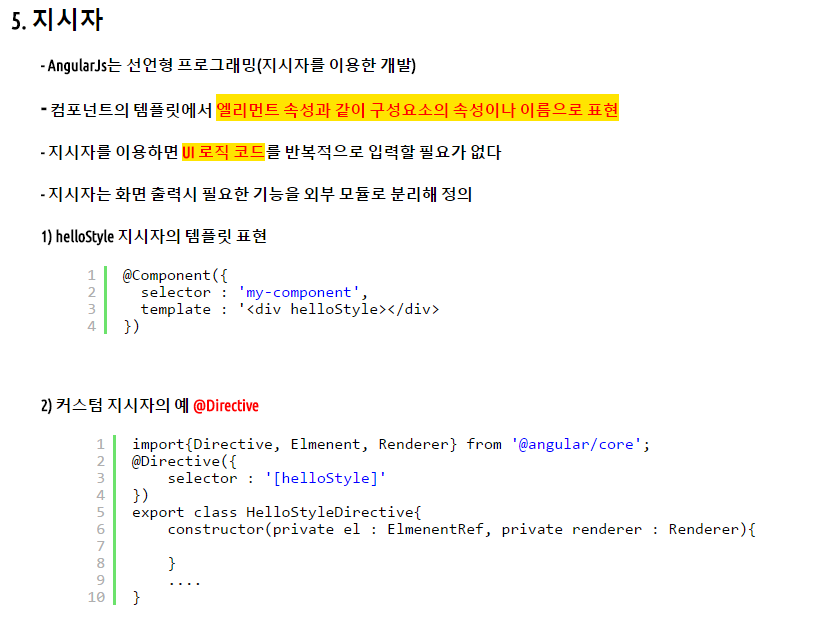 5. 지시자
- AngularJs는 선언형 프로그래밍(지시자를 이용한 개발)
- 컴포넌트의 템플릿에서 엘리먼트 속성과 같이 구성요소의 속성이나 이름으로 표현
- 지시자를 이용하면 UI 로직 코드를 반복적으로 입력할 필요가 없다
- 지시자는 화면 출력시 필요한 기능을 외부 모듈로 분리해 정의
1) helloStyle 지시자의 템플릿 표현
1 @Component({
2   selector : 'my-component',
3   template : '<div helloStyle></div>
4 })
2) 커스텀 지시자의 예 @Directive
1 import{Directive, Elmenent, Renderer} from '@angular/core';
2 @Directive({
3     selector : '[helloStyle]'
4 })
5 export class HelloStyleDirective{
6     constructor(private el : ElmenentRef, private renderer : Renderer){
7
8     }
9     ....
10 }